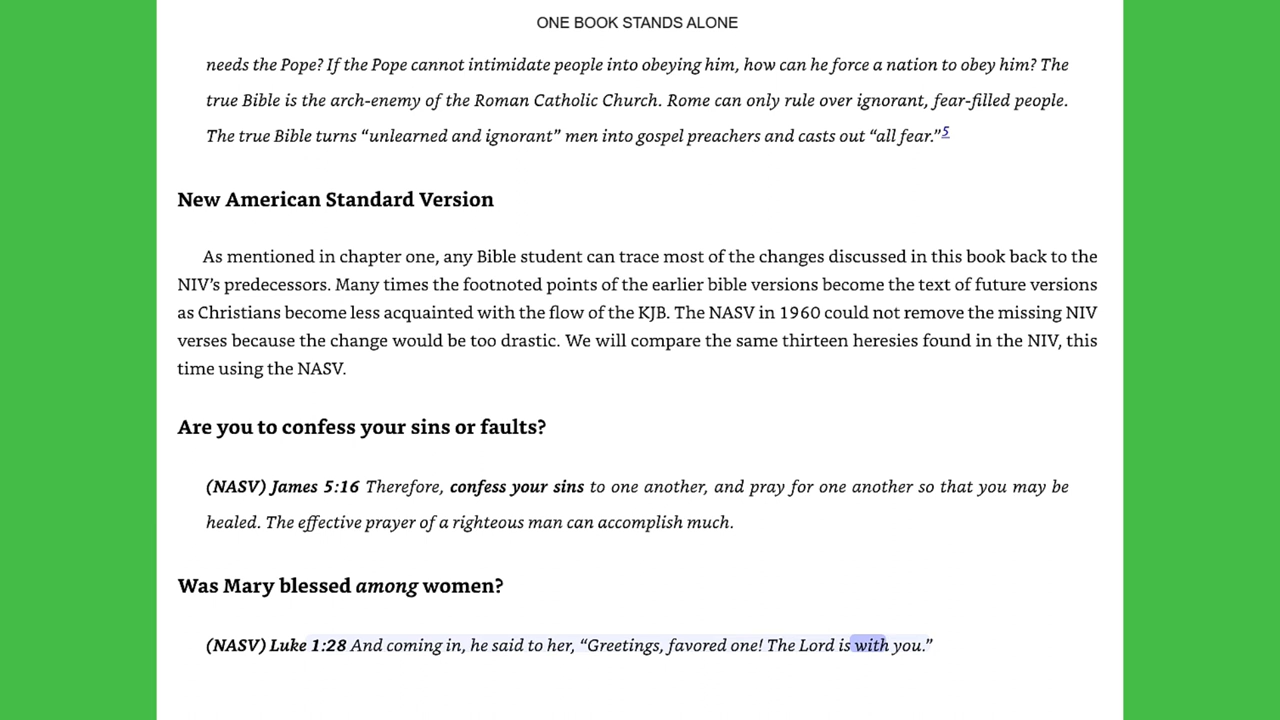 ONE BOOK STANDS ALONE
needs the Pope? If the Pope cannot intimidate people into obeying him, how can he force a nation to obey him? The
true Bible is the arch-enemy of the Roman Catholic Church. Rome can only rule over ignorant, fear-filled people.
The true Bible turns “unlearned and ignorant” men into gospel preachers and casts out “all fear.”5
New American Standard Version
As mentioned in chapter one, any Bible student can trace most of the changes discussed in this book back to the
NIV’s predecessors. Many times the footnoted points of the earlier bible versions become the text of future versions
as Christians become less acquainted with the flow of the KJB. The NASV in 1960 could not remove the missing NIV
verses because the change would be too drastic. We will compare the same thirteen heresies found in the NIV, this
time using the NASV.
Are you to confess your sins or faults?
(NASV) James 5:16 Therefore, confess your sins to one another, and pray for one another so that you may be
healed. The effective prayer of a righteous man can accomplish much.
Was Mary blessed among women?
(NASV) Luke 1:28 And coming in, he said to her, “Greetings, favored one! The Lord is with you.”